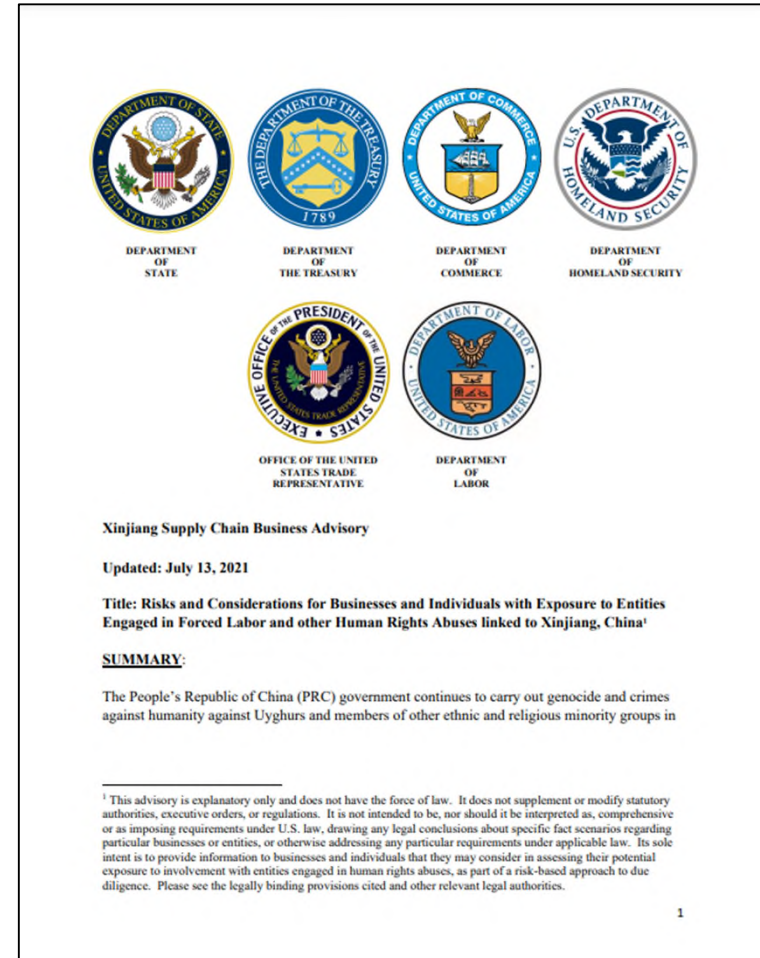 DEPARTMENT OF STATE
UNITED STATES OF AMERICA
THE DEPARTMENT OF THE TREASURY
1789
DEPARTMENT OF COMMERCE
UNITED STATES OF AMERICA
U.S. DEPARTMENT OF
HOMELAND SECURITY
DEPARTMENT
OF
STATE
DEPARTMENT
OF
THE TREASURY
DEPARTMENT
OF
COMMERCE
DEPARTMENT
OF
HOMELAND SECURITY
EXECUTIVE OFFICE OF THE PRESIDENT OF THE UNITED STATES
THE UNITED STATES TRADE REPRESENTATIVE
DEPARTMENT OF LABOR
UNITED STATES OF AMERICA
OFFICE OF THE UNITED
STATES TRADE
REPRESENTATIVE
DEPARTMENT
OF
LABOR
Xinjiang Supply Chain Business Advisory
Updated: July 13, 2021
Title: Risks and Considerations for Businesses and Individuals with Exposure to Entities
Engaged in Forced Labor and other Human Rights Abuses linked to Xinjiang, China¹
SUMMARY:
The People's Republic of China (PRC) government continues to carry out genocide and crimes
against humanity against Uyghurs and members of other ethnic and religious minority groups in
¹ This advisory is explanatory only and does not have the force of law. It does not supplement or modify statutory
authorities, executive orders, or regulations. It is not intended to be, nor should it be interpreted as, comprehensive
or as imposing requirements under U.S. law, drawing any legal conclusions about specific fact scenarios regarding
particular businesses or entities, or otherwise addressing any particular requirements under applicable law. Its sole
intent is to provide information to businesses and individuals that they may consider in assessing their potential
exposure to involvement with entities engaged in human rights abuses, as part of a risk-based approach to due
diligence. Please see the legally binding provisions cited and other relevant legal authorities.
1